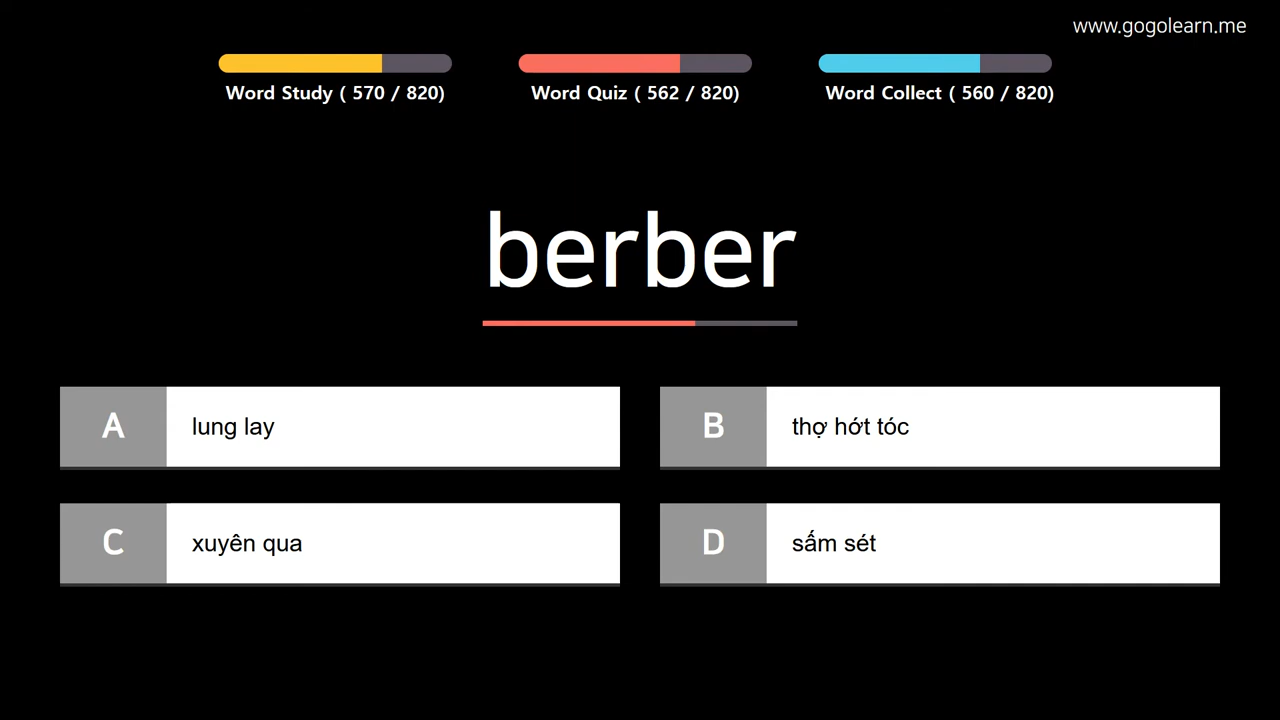 www.gogolearn.me
Word Study ( 570 / 820)
Word Quiz ( 562 / 820)
Word Collect ( 560 / 820)
berber
A
lung lay
B
thợ hớt tóc
C
xuyên qua
D
sấm sét